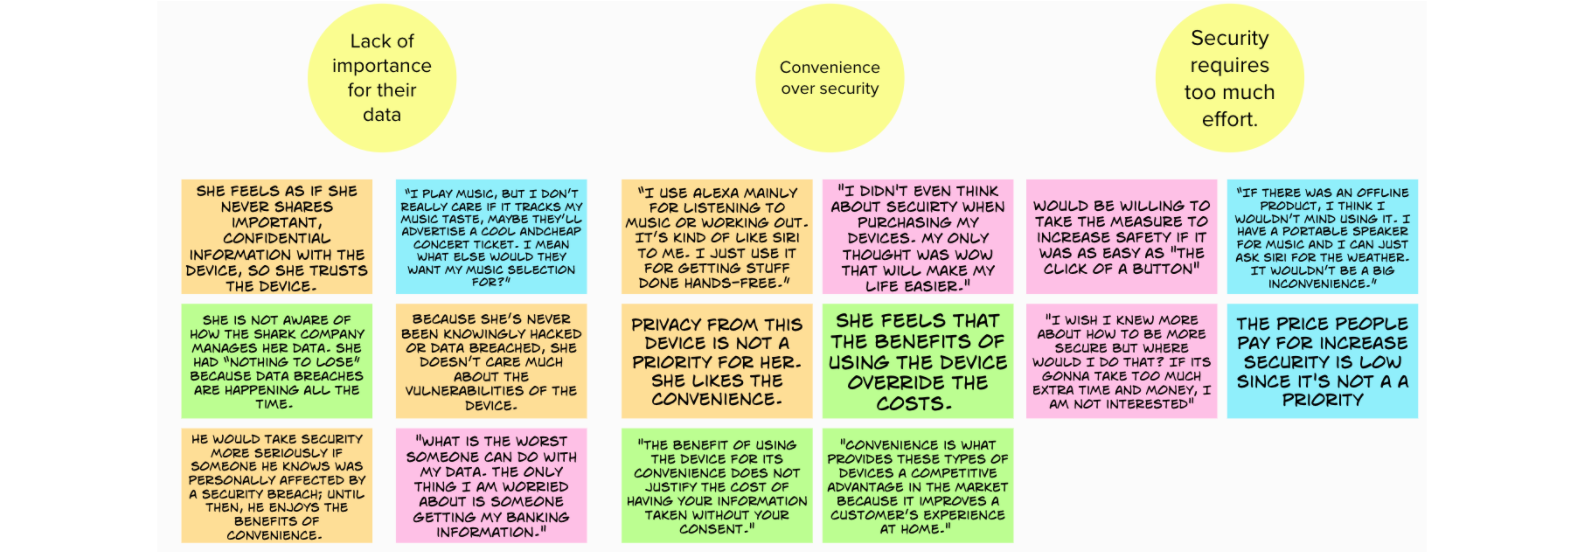 Lack of
importance
for their
data
Convenience
over security
Security
requires
too much
effort.
SHE FEELS AS IF SHE
NEVER SHARES
IMPORTANT,
CONFIDENTIAL
INFORMATION WITH THE
DEVICE, SO SHE TRUSTS
THE DEVICE.
"I PLAY MUSIC, BUT I DON'T
REALLY CARE IF IT TRACKS MY
MUSIC TASTE, MAYBE THEY'LL
ADVERTISE A COOL ANDCHEAP
CONCERT TICKET. I MEAN
WHAT ELSE WOULD THEY
WANT MY MUSIC SELECTION
FOR?"
"I USE ALEXA MAINLY
FOR LISTENING TO
MUSIC OR WORKING OUT.
IT'S KIND OF LIKE SIRI
TO ME. I JUST USE IT
FOR GETTING STUFF
DONE HANDS-FREE."
"I DIDN'T EVEN THINK
ABOUT SECUIRTY WHEN
PURCHASING MY
DEVICES. MY ONLY
THOUGHT WAS WOW
THAT WILL MAKE MY
LIFE EASIER."
WOULD BE WILLING TO
TAKE THE MEASURE TO
INCREASE SAFETY IF IT
WAS AS EASY AS "THE
CLICK OF A BUTTON"
"IF THERE WAS AN OFFLINE
PRODUCT, I THINK I
WOULDN'T MIND USING IT. I
HAVE A PORTABLE SPEAKER
FOR MUSIC AND I CAN JUST
ASK SIRI FOR THE WEATHER.
IT WOULDN'T BE A BIG
INCONVENIENCE."
SHE IS NOT AWARE OF
HOW THE SHARK COMPANY
MANAGES HER DATA. SHE
HAD "NOTHING TO LOSE"
BECAUSE DATA BREACHES
ARE HAPPENING ALL THE
TIME.
BECAUSE SHE'S NEVER
BEEN KNOWINGLY HACKED
OR DATA BREACHED, SHE
DOESN'T CARE MUCH
ABOUT THE
VULNERABILITIES OF THE
DEVICE.
PRIVACY FROM THIS
DEVICE IS NOT A
PRIORITY FOR HER.
SHE LIKES THE
CONVENIENCE.
SHE FEELS THAT
THE BENEFITS OF
USING THE DEVICE
OVERRIDE THE
COSTS.
"I WISH I KNEW MORE
ABOUT HOW TO BE MORE
SECURE BUT WHERE
WOULD I DO THAT? IF ITS
GONNA TAKE TOO MUCH
EXTRA TIME AND MONEY, I
AM NOT INTERESTED"
THE PRICE PEOPLE
PAY FOR INCREASE
SECURITY IS LOW
SINCE IT'S NOT A A
PRIORITY
HE WOULD TAKE SECURITY
MORE SERIOUSLY IF
SOMEONE HE KNOWS WAS
PERSONALLY AFFECTED BY
A SECURITY BREACH; UNTIL
THEN, HE ENJOYS THE
BENEFITS OF
CONVENIENCE.
"WHAT IS THE WORST
SOMEONE CAN DO WITH
MY DATA. THE ONLY
THING I AM WORRIED
ABOUT IS SOMEONE
GETTING MY BANKING
INFORMATION."
"THE BENEFIT OF USING
THE DEVICE FOR ITS
CONVENIENCE DOES NOT
JUSTIFY THE COST OF
HAVING YOUR INFORMATION
TAKEN WITHOUT YOUR
CONSENT."
"CONVENIENCE IS WHAT
PROVIDES THESE TYPES OF
DEVICES A COMPETITIVE
ADVANTAGE IN THE MARKET
BECAUSE IT IMPROVES A
CUSTOMER'S EXPERIENCE
AT HOME."